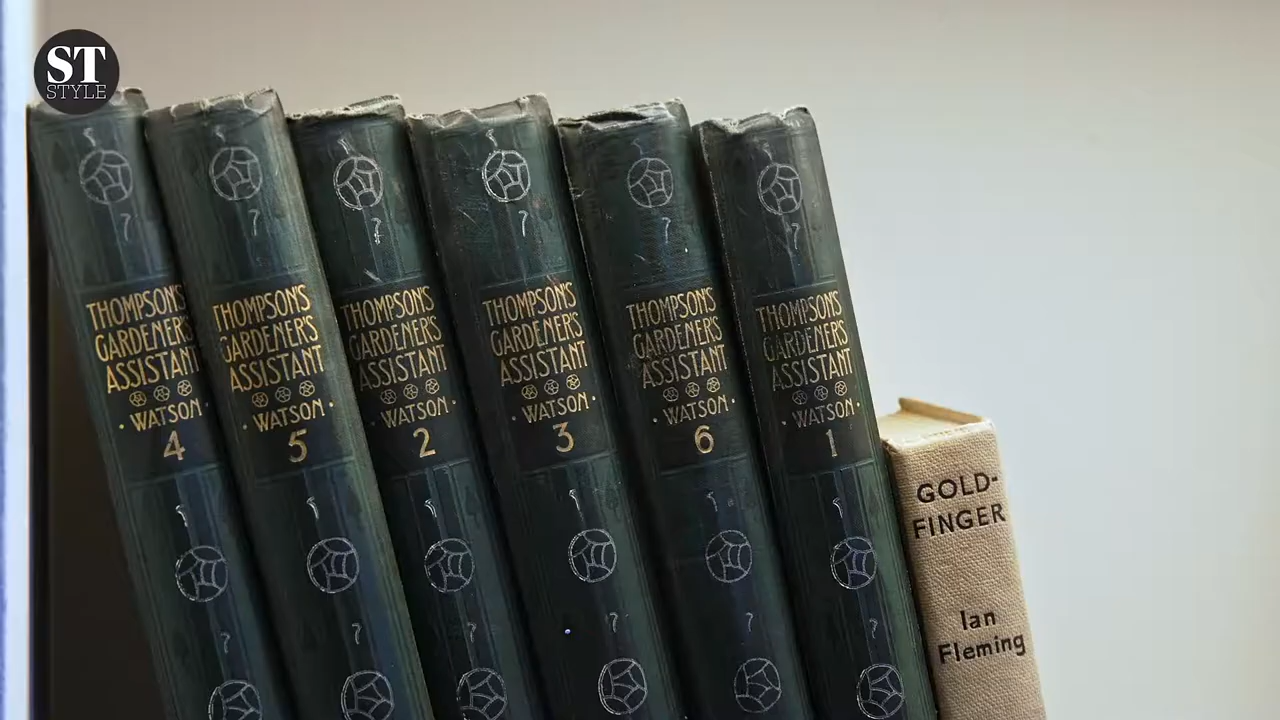 ST
STYLE
THOMPSON'S
GARDENER'S
ASSISTANT
WATSON
4
THOMPSON'S
GARDENER'S
ASSISTANT
WATSON
5
THOMPSON'S
GARDENER'S
ASSISTANT
WATSON
2
THOMPSON'S
GARDENER'S
ASSISTANT
WATSON
3
THOMPSON'S
GARDENER'S
ASSISTANT
WATSON
6
THOMPSON'S
GARDENER'S
ASSISTANT
WATSON
1
GOLD-
FINGER
Ian
Fleming